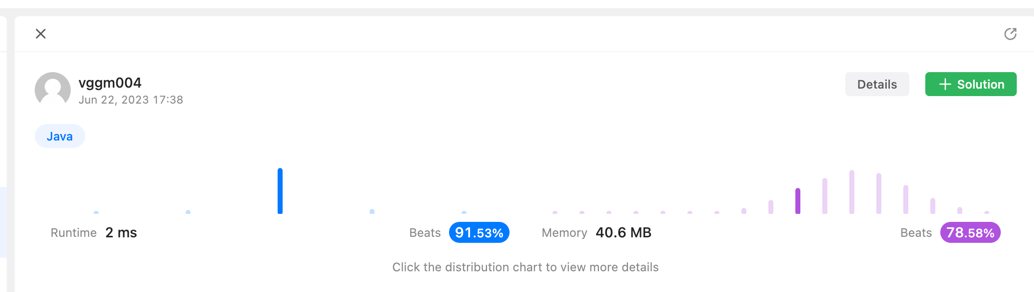 vggm004
Jun 22, 2023 17:38
Details
Solution
Java
Runtime 2 ms
Beats 91.53%
Memory 40.6 MB
Beats 78.58%
Click the distribution chart to view more details